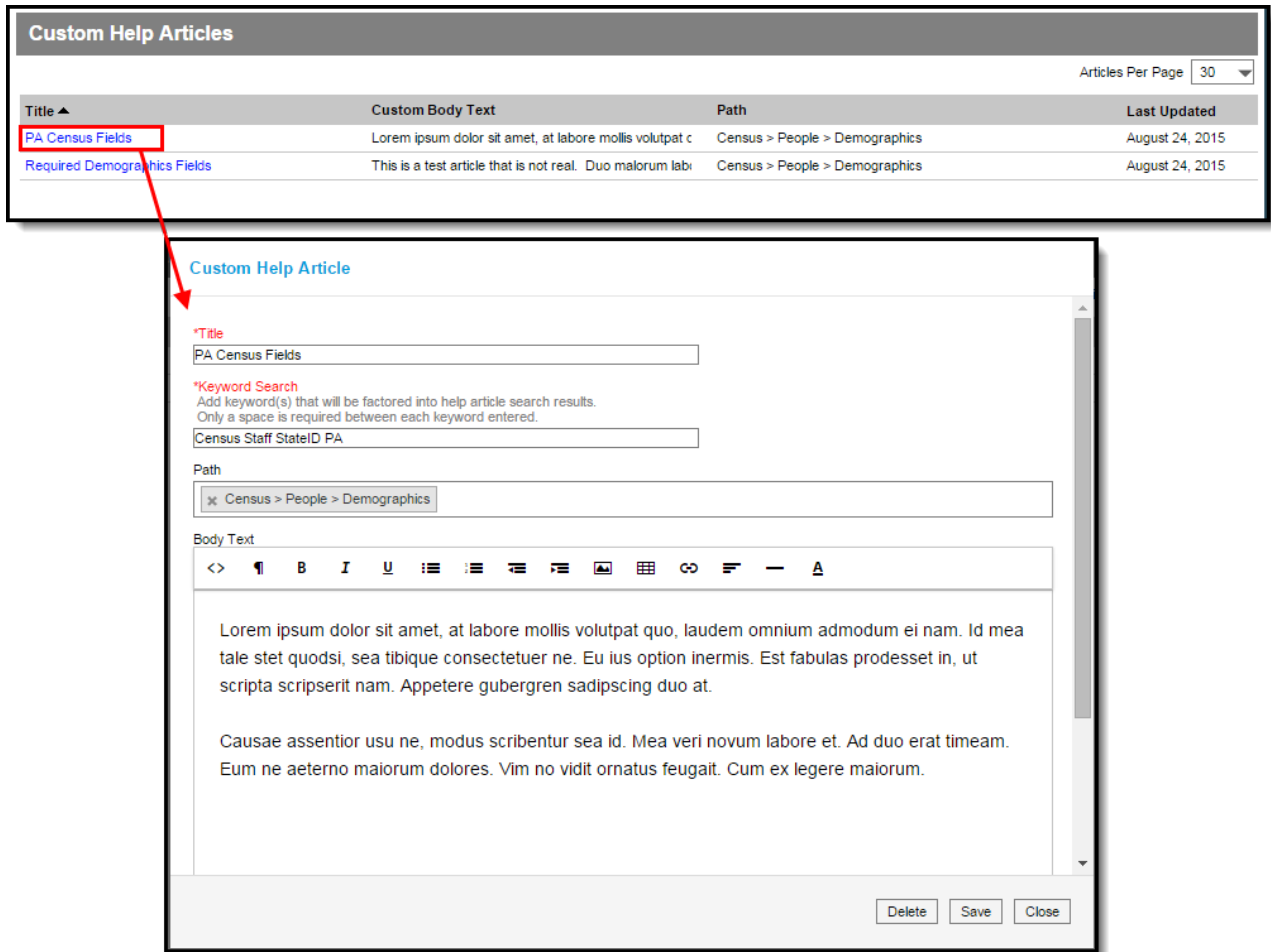 Custom Help Articles
Articles Per Page 30
Title Custom Body Text Path Last Updated
PA Census Fields Lorem ipsum dolor sit amet, at labore mollis volutpat Census > People > Demographics August 24, 2015
Required Demographics Fields This is a test article that is not real. Duo malorum Census > People > Demographics August 24, 2015
Custom Help Article
*Title
PA Census Fields
*Keyword Search
Add keyword(s) that will be factored into help article search results.
Only a space is required between each keyword entered.
Census Staff StateID PA
Path
Census > People > Demographics
Body Text
<> ¶ B I U A
Lorem ipsum dolor sit amet, at labore mollis volutpat quo, laudem omnium admodum ei nam. Id mea
tale stet quodsi, sea tibique consectetuer ne. Eu ius option inermis. Est fabulas prodesset in, ut
scripta scripserit nam. Appetere gubergren sadipscing duo at.
Causae assentior usu ne, modus scribentur sea id. Mea veri novum labore et. Ad duo erat timeam.
Eum ne aeterno maiorum dolores. Vim no vidit ornatus feugait. Cum ex legere maiorum.
Delete Save Close